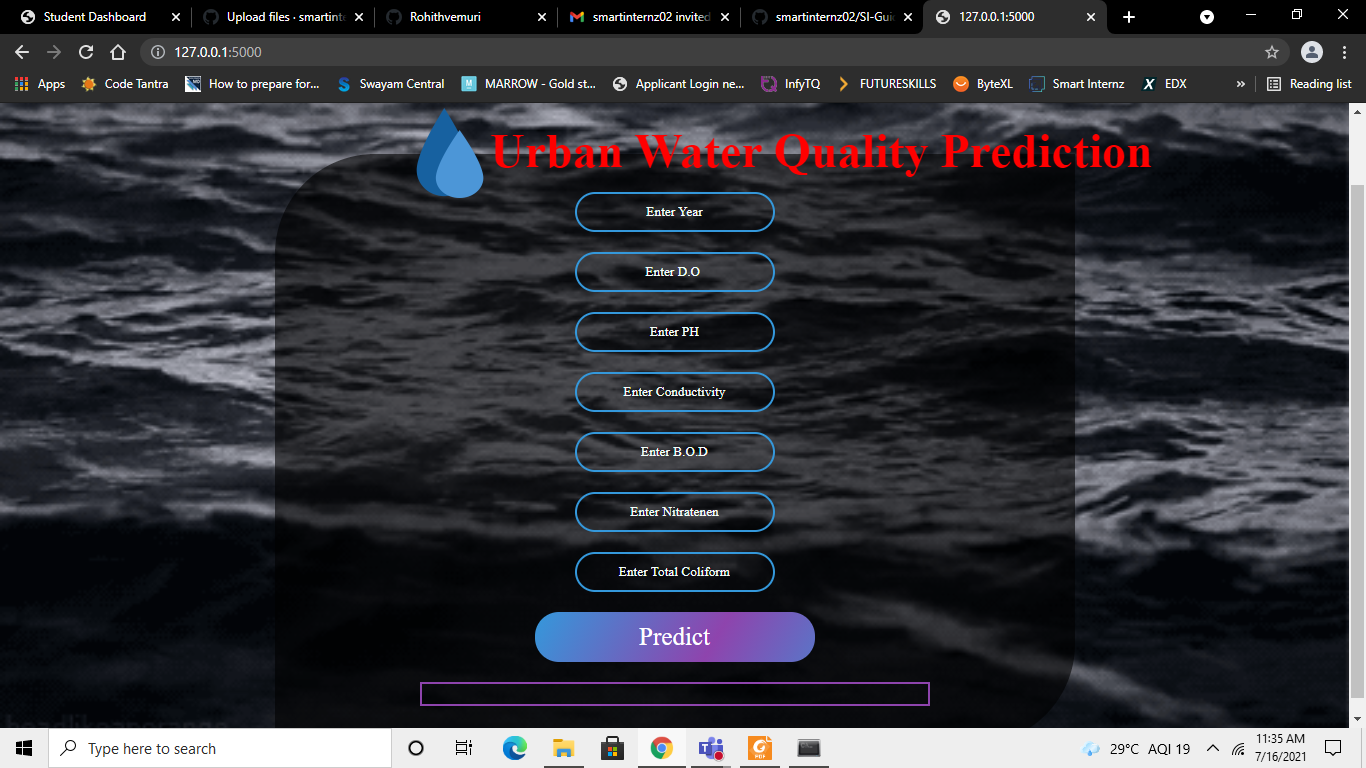 Student Dashboard
Upload files · smartinte
Rohithvemuri
smartinternz02 invited
smartinternz02/SI-Gui
127.0.0.1:5000
127.0.0.1:5000
Apps Code Tantra How to prepare for... Swayam Central MARROW - Gold st... Applicant Login ne... InfyTQ FUTURESKILLS ByteXL Smart Internz EDX » Reading list
Urban Water Quality Prediction
Enter Year
Enter D.O
Enter PH
Enter Conductivity
Enter B.O.D
Enter Nitratenen
Enter Total Coliform
Predict
Type here to search
29°C AQI 19
11:35 AM
7/16/2021